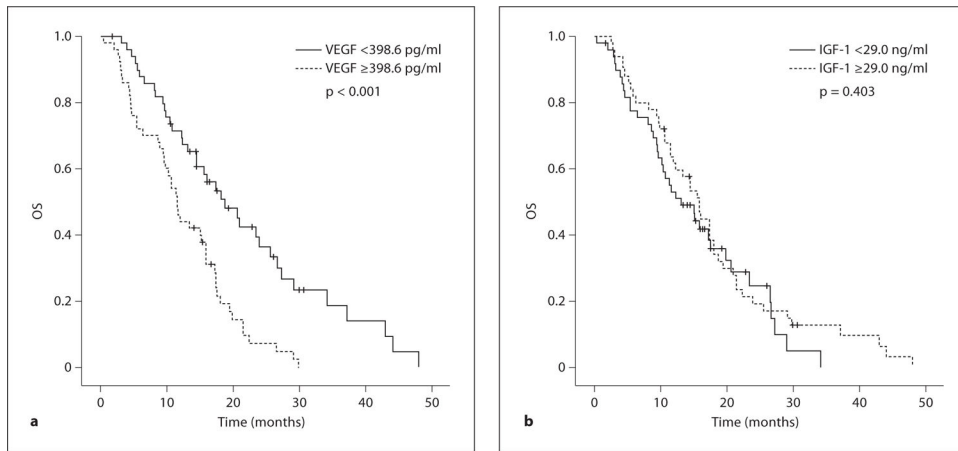 1.0
0.8
0.6
0.4
0.2
0
OS
VEGF <398.6 pg/ml
VEGF ≥398.6 pg/ml
p < 0.001
0 10 20 30 40 50
Time (months)
a
1.0
0.8
0.6
0.4
0.2
0
OS
IGF-1 <29.0 ng/ml
IGF-1 ≥29.0 ng/ml
p = 0.403
0 10 20 30 40 50
Time (months)
b